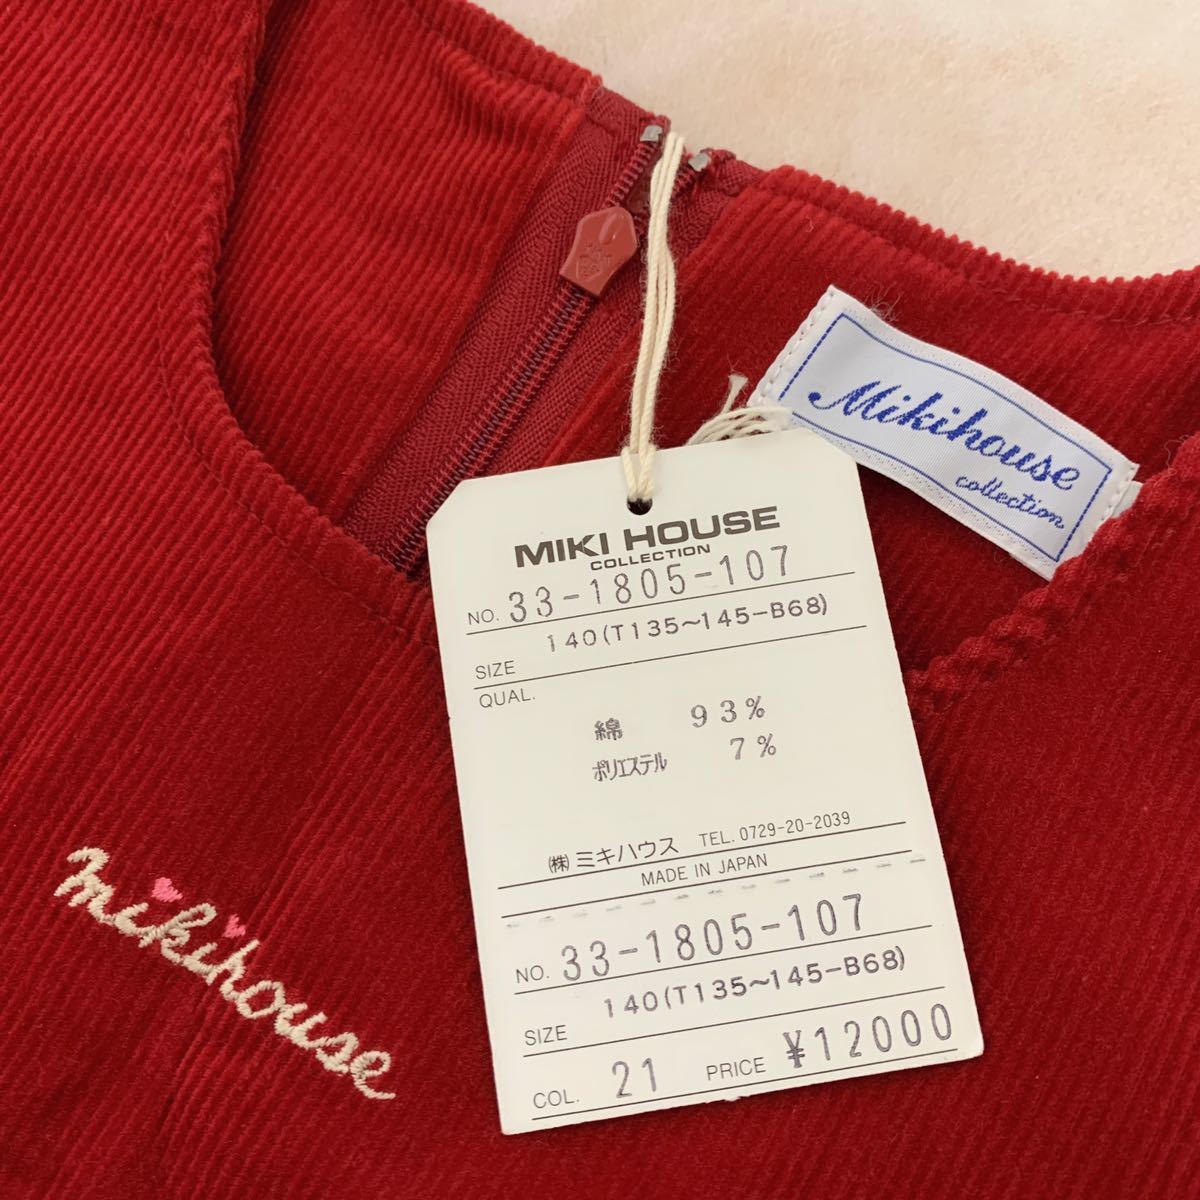 Mikihouse
collection
MIKI HOUSE
COLLECTION
NO. 33-1805-107
SIZE 140(T135~145-B68)
QUAL.
綿 93%
ポリエステル 7%
㈱ミキハウス TEL. 0729-20-2039
MADE IN JAPAN
NO. 33-1805-107
SIZE 140(T135~145-B68)
COL. 21 PRICE ¥12000
mikihouse